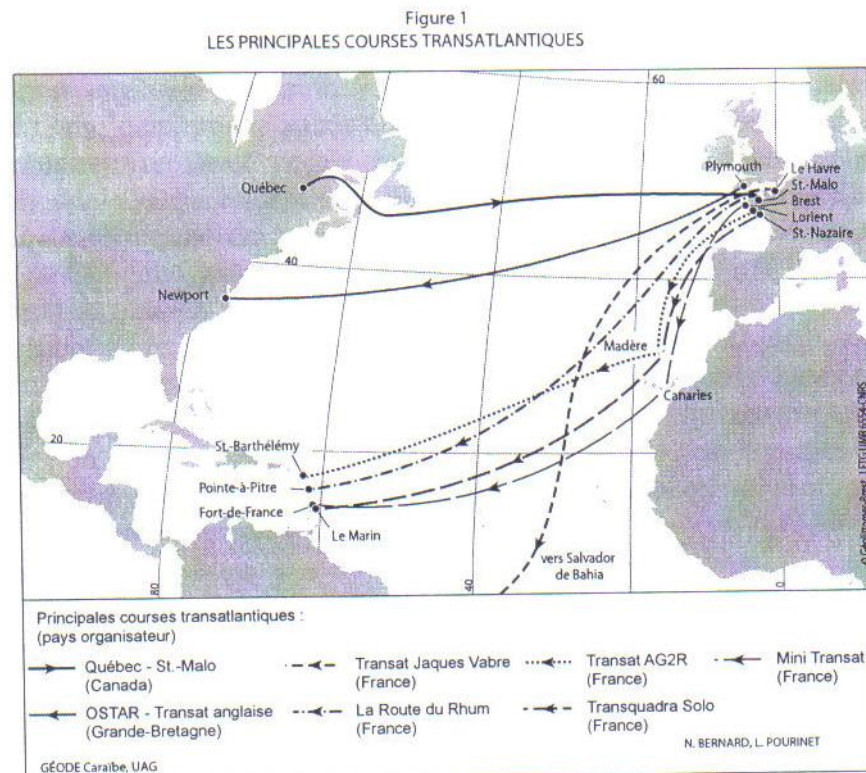 Figure 1
LES PRINCIPALES COURSES TRANSATLANTIQUES
60
Plymouth
Le Havre
St.-Malo
Québec
Brest
Lorient
St.-Nazaire
40
Newport
Madère
Canaries
20
St.-Barthélémy
Pointe-à-Pitre
Fort-de-France
Le Marin
vers Salvador
de Bahia
80
40
0
Principales courses transatlantiques :
(pays organisateur)
Québec - St.-Malo
(Canada)
Transat Jaques Vabre
(France)
Transat AG2R
(France)
Mini Transat
(France)
OSTAR - Transat anglaise
(Grande-Bretagne)
La Route du Rhum
(France)
Transquadra Solo
(France)
N. BERNARD, L. POURINET
GÉODE Caraïbe, UAG